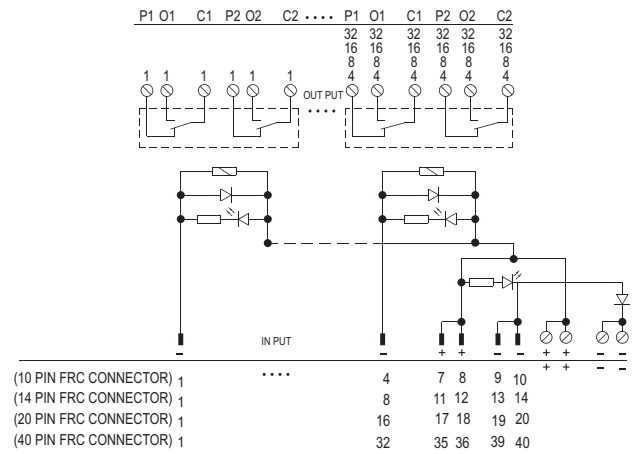 P1 O1 C1 P2 O2 C2 •••• P1 O1 C1 P2 O2 C2
32 32 32 32 32 32
16 16 16 16 16 16
8 8 8 8 8 8
1 1 1 1 1 1 4 4 4 4 4 4
OUT PUT
••••
IN PUT
– – + + – – + + – –
+ + – –
••••
(10 PIN FRC CONNECTOR) 1 4 7 8 9 10
(14 PIN FRC CONNECTOR) 1 8 11 12 13 14
(20 PIN FRC CONNECTOR) 1 16 17 18 19 20
(40 PIN FRC CONNECTOR) 1 32 35 36 39 40